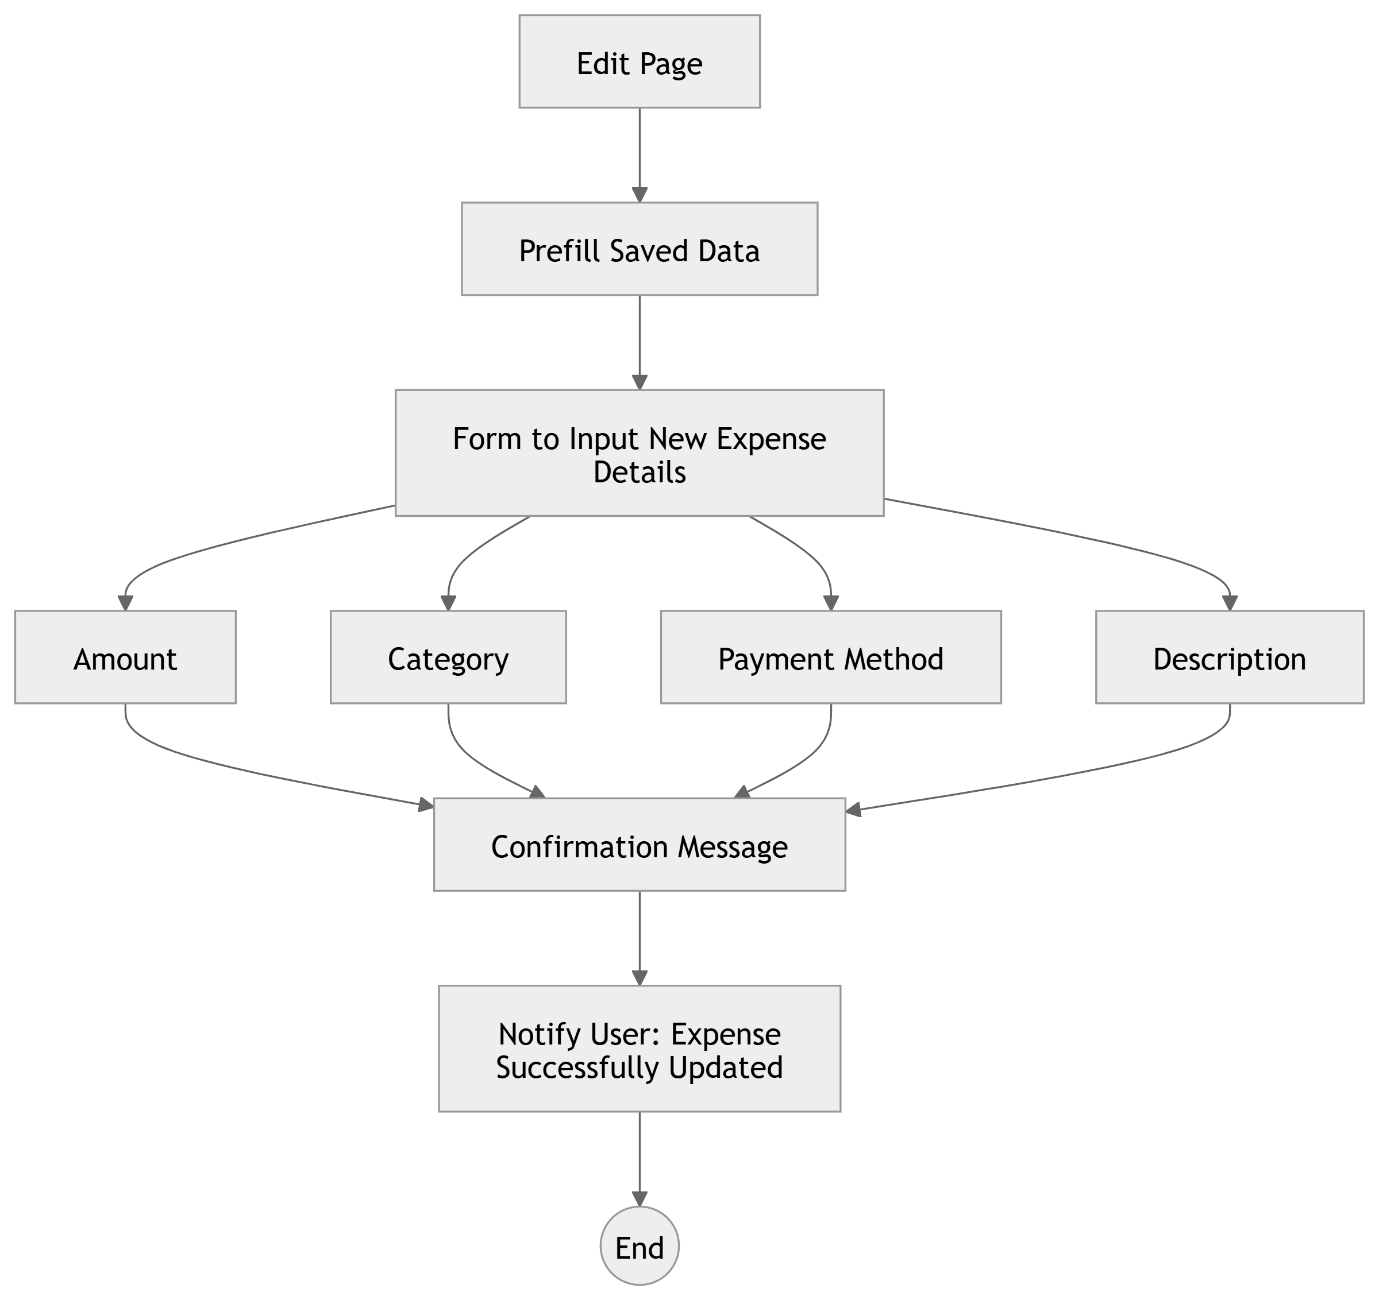 Edit Page
Prefill Saved Data
Form to Input New Expense
Details
Amount
Category
Payment Method
Description
Confirmation Message
Notify User: Expense
Successfully Updated
End